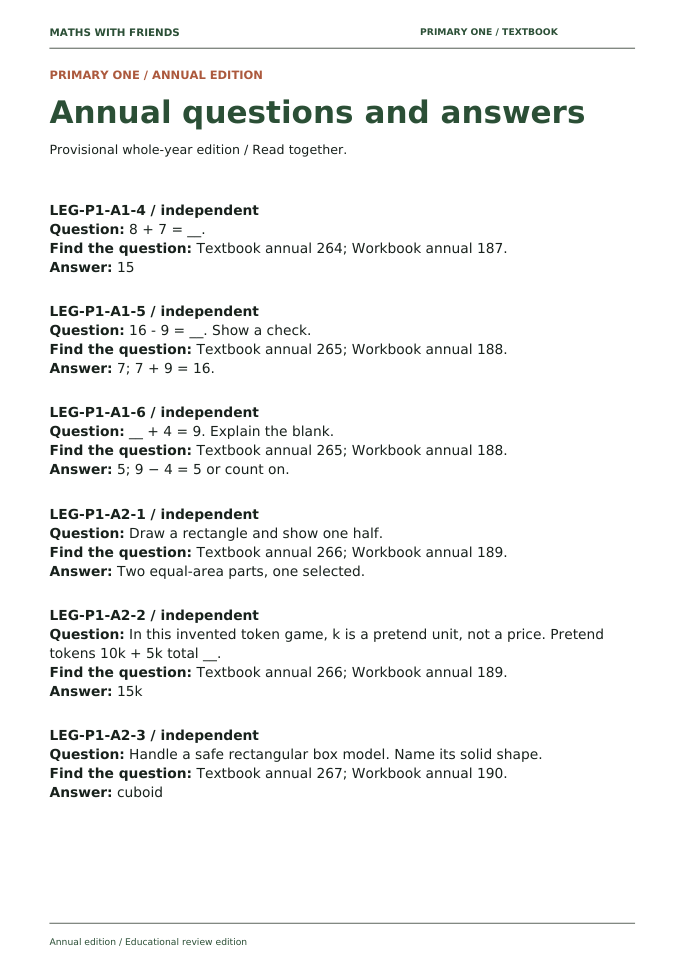 MATHS WITH FRIENDS
PRIMARY ONE / TEXTBOOK
PRIMARY ONE / ANNUAL EDITION
Annual questions and answers
Provisional whole-year edition / Read together.
LEG-P1-A1-4 / independent
Question: 8 + 7 = __.
Find the question: Textbook annual 264; Workbook annual 187.
Answer: 15
LEG-P1-A1-5 / independent
Question: 16 - 9 = __. Show a check.
Find the question: Textbook annual 265; Workbook annual 188.
Answer: 7; 7 + 9 = 16.
LEG-P1-A1-6 / independent
Question: __ + 4 = 9. Explain the blank.
Find the question: Textbook annual 265; Workbook annual 188.
Answer: 5; 9 − 4 = 5 or count on.
LEG-P1-A2-1 / independent
Question: Draw a rectangle and show one half.
Find the question: Textbook annual 266; Workbook annual 189.
Answer: Two equal-area parts, one selected.
LEG-P1-A2-2 / independent
Question: In this invented token game, k is a pretend unit, not a price. Pretend
tokens 10k + 5k total __.
Find the question: Textbook annual 266; Workbook annual 189.
Answer: 15k
LEG-P1-A2-3 / independent
Question: Handle a safe rectangular box model. Name its solid shape.
Find the question: Textbook annual 267; Workbook annual 190.
Answer: cuboid
Annual edition / Educational review edition